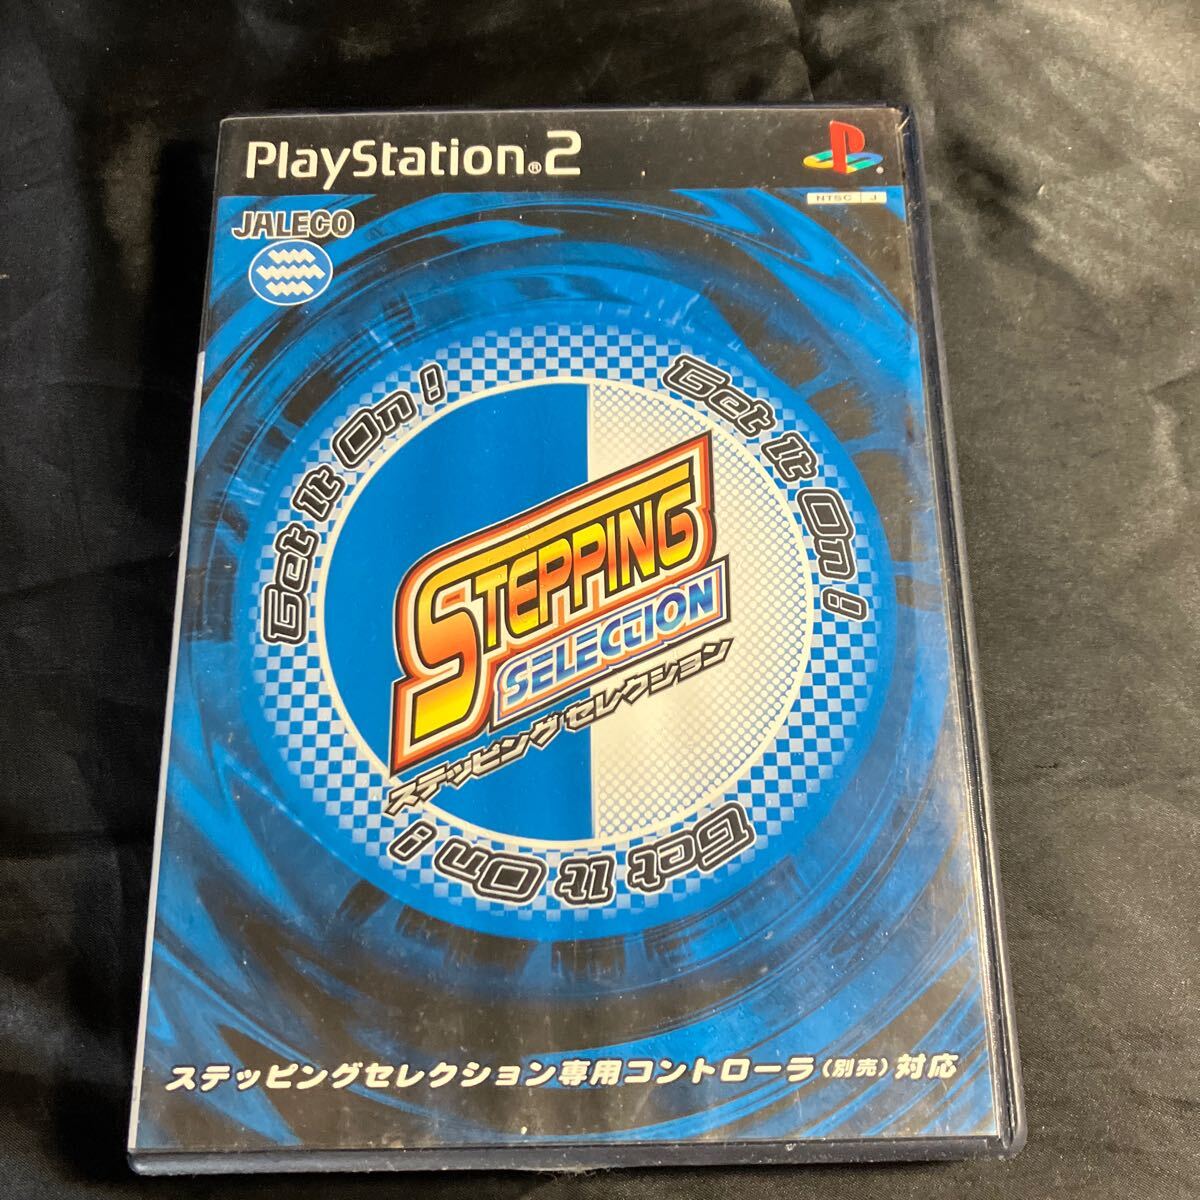 PlayStation®2
NTSC J
JALECO
Get It On!
Get It On!
STEPPING
SELECTION
ステッピング セレクション
Get It On!
ステッピングセレクション専用コントローラ(別売)対応